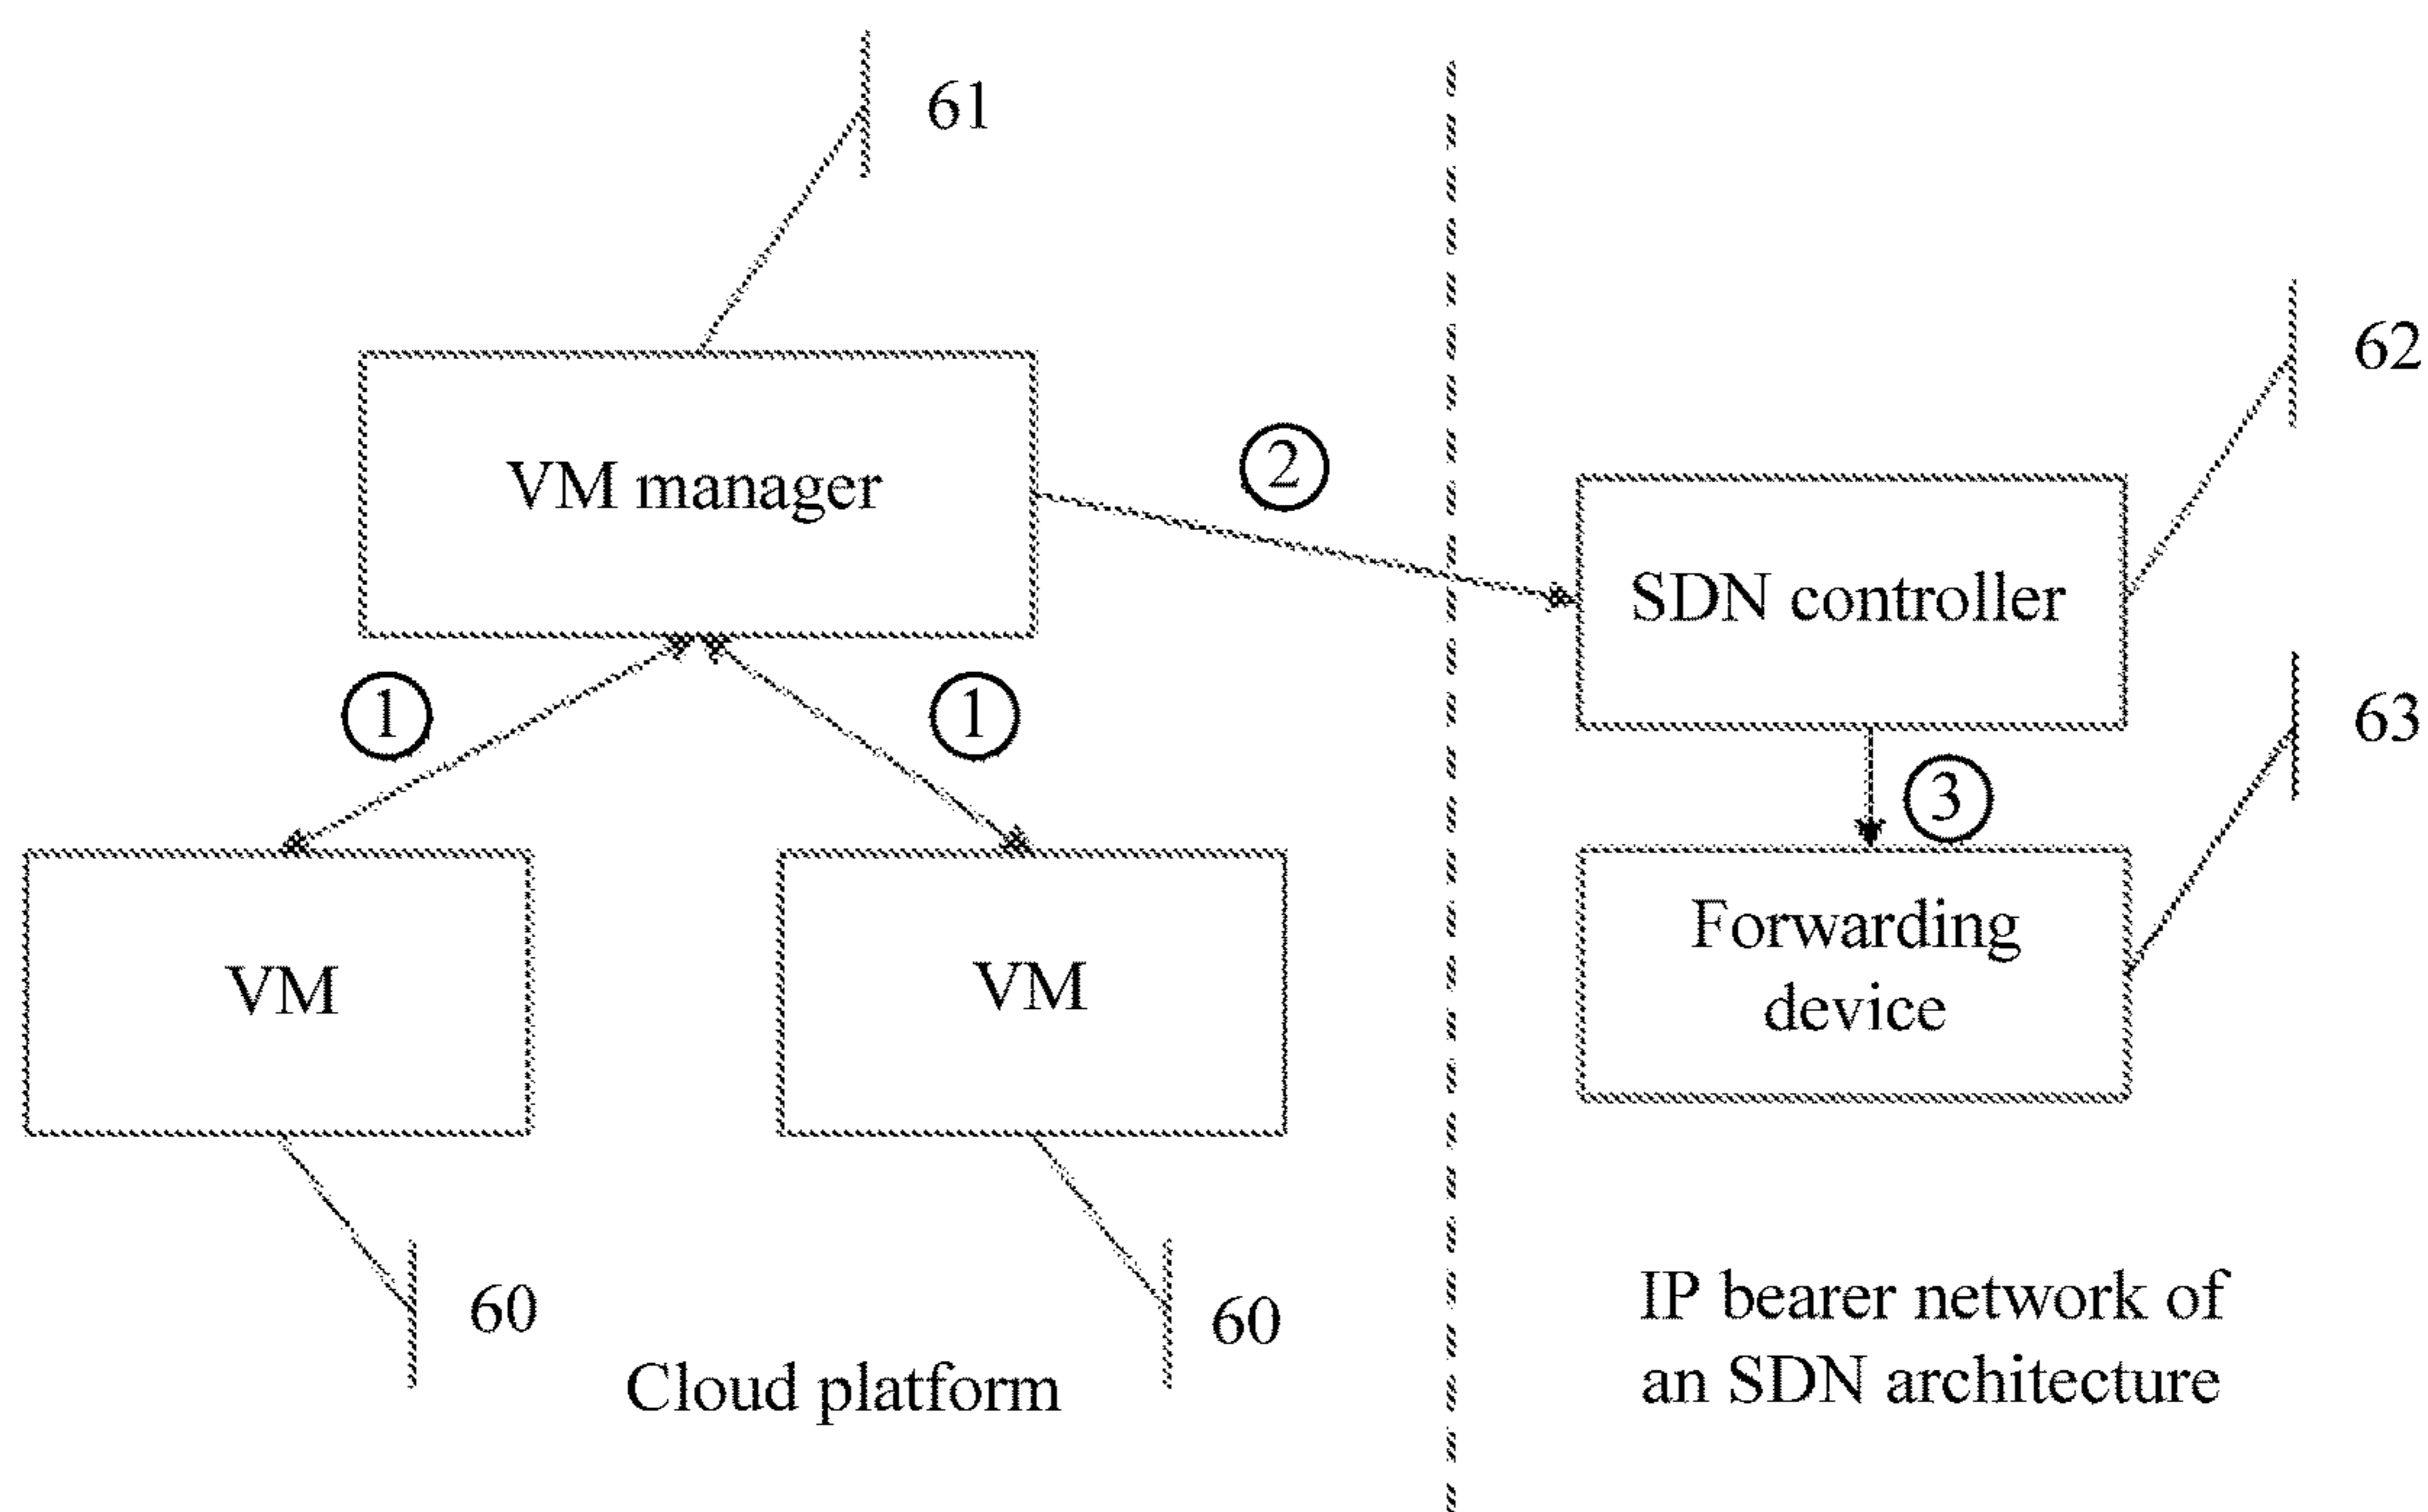 61
62
VM manager
2
SDN controller
1
1
63
3
VM
VM
Forwarding
device
60
60
Cloud platform
IP bearer network of
an SDN architecture